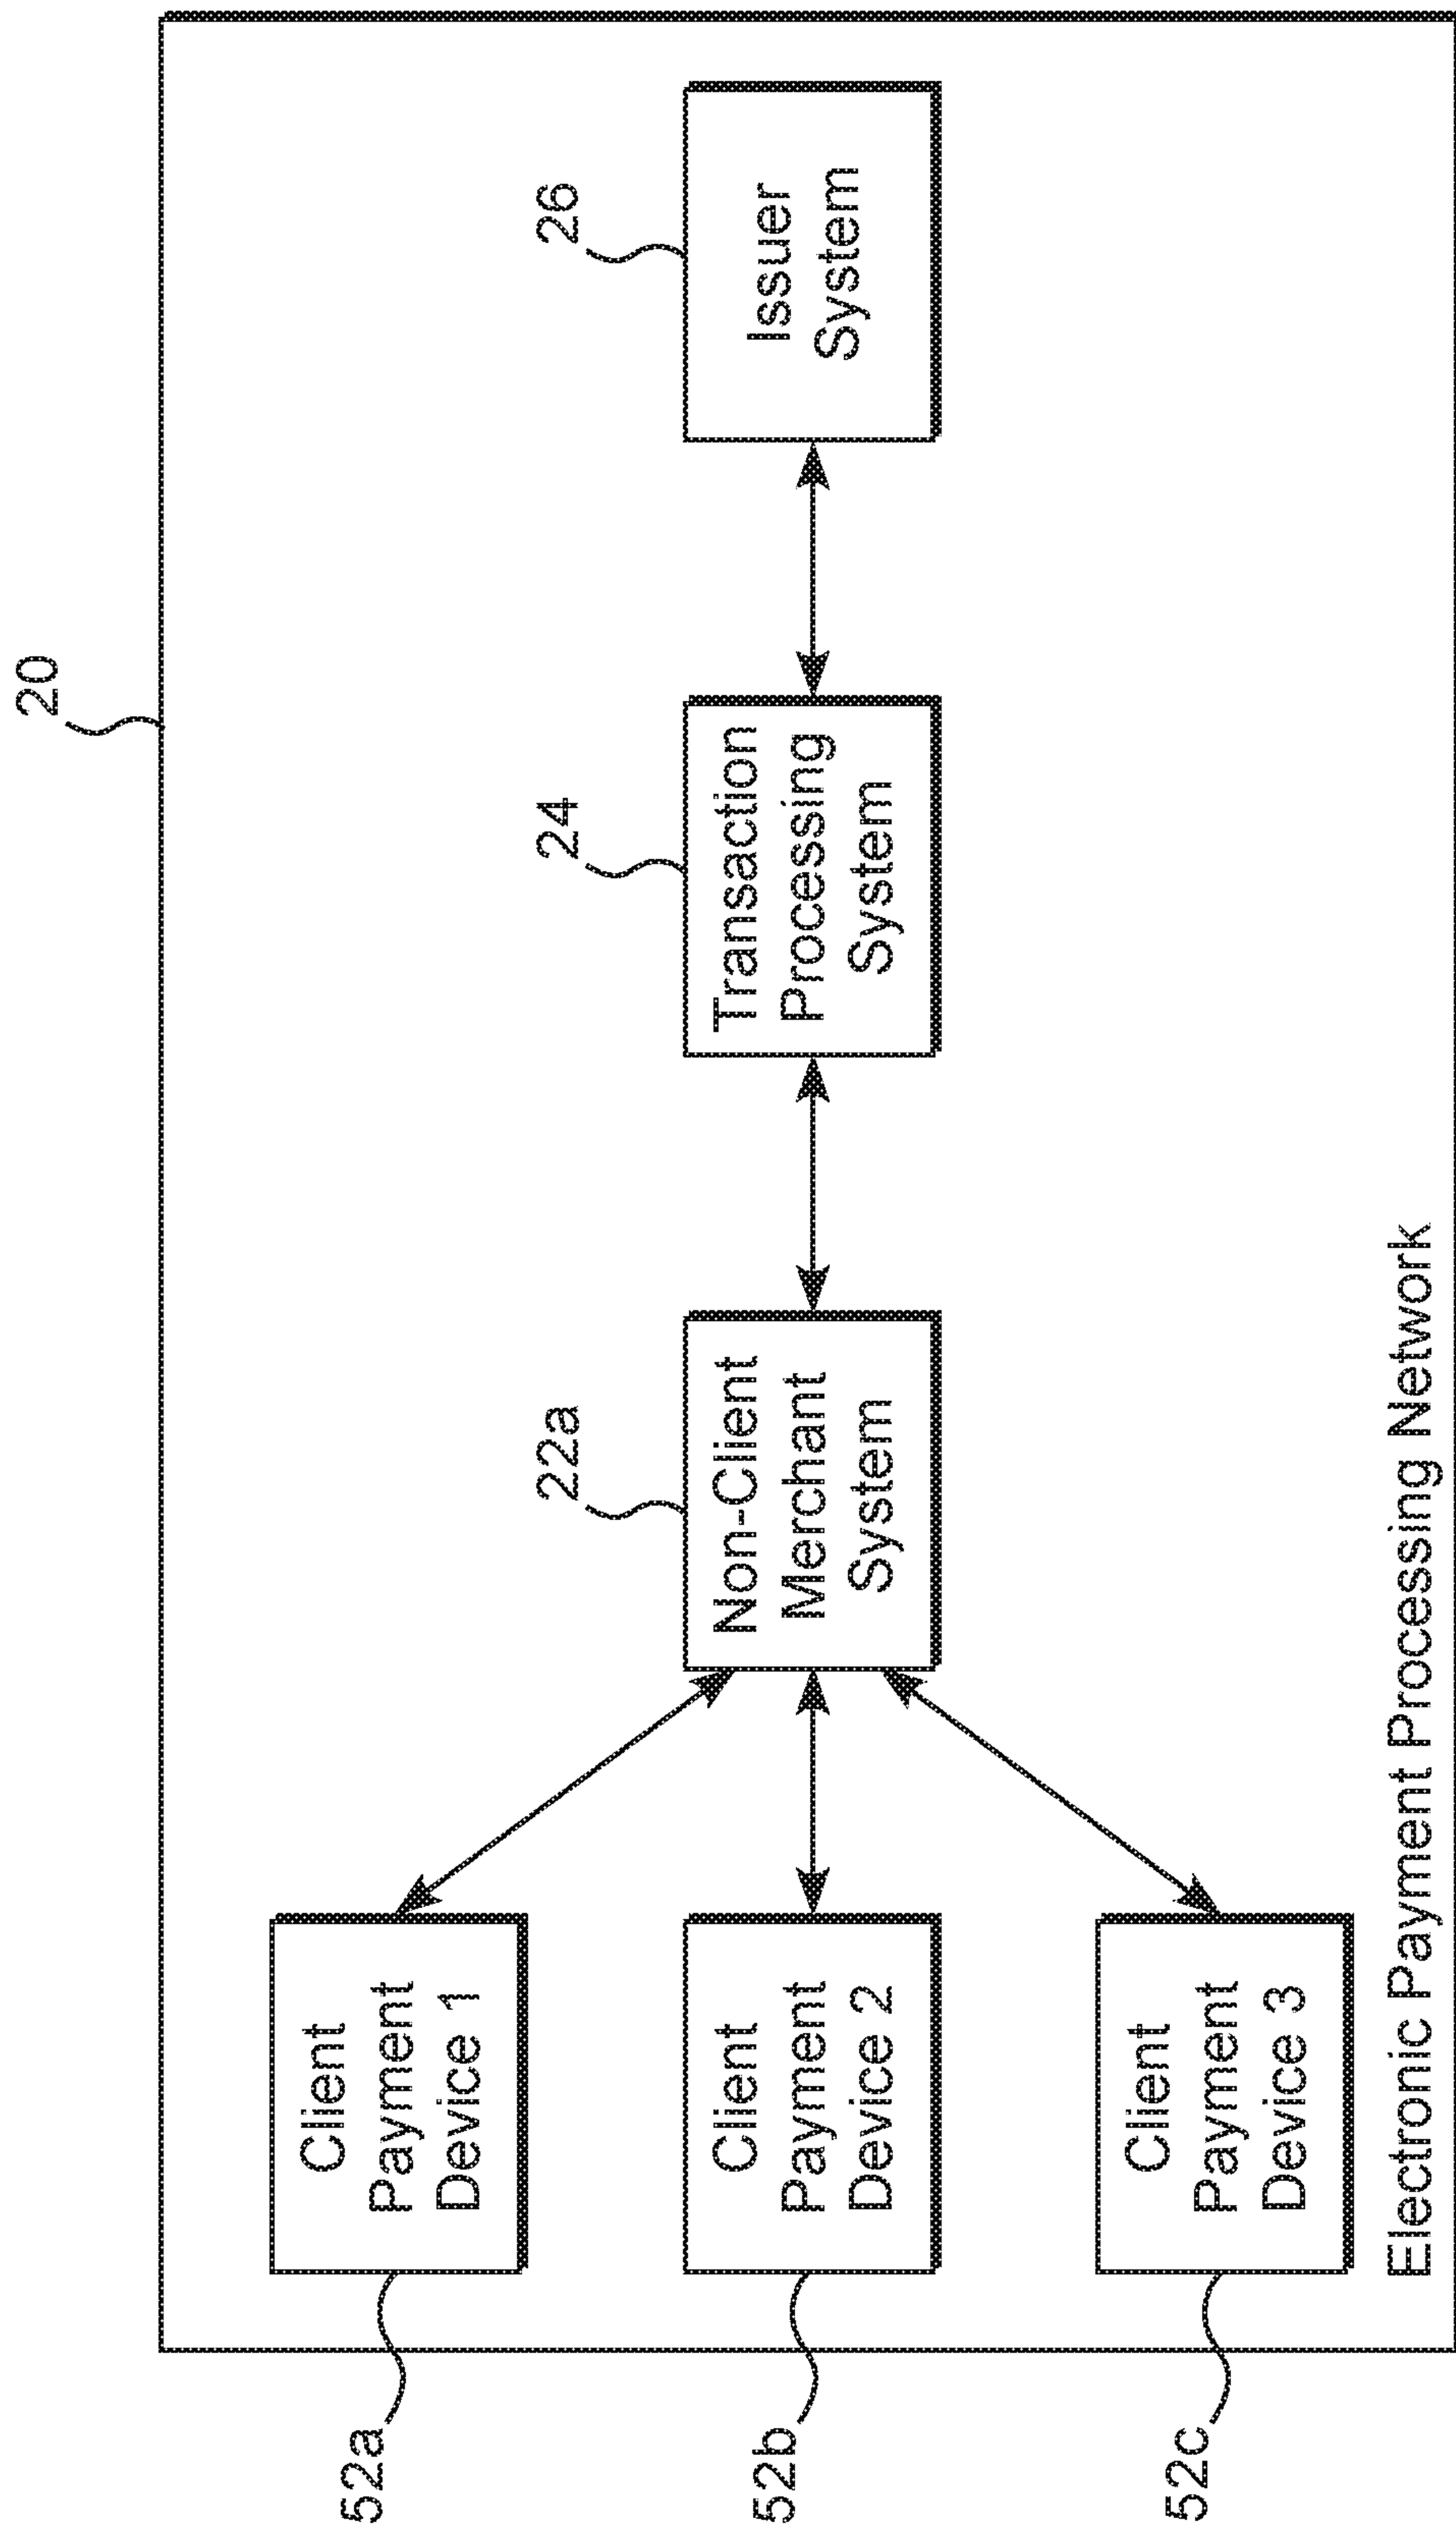 20
52a
Client
Payment
Device 1
52b
Client
Payment
Device 2
52c
Client
Payment
Device 3
22a
Non-Client
Merchant
System
24
Transaction
Processing
System
26
Issuer
System
Electronic Payment Processing Network